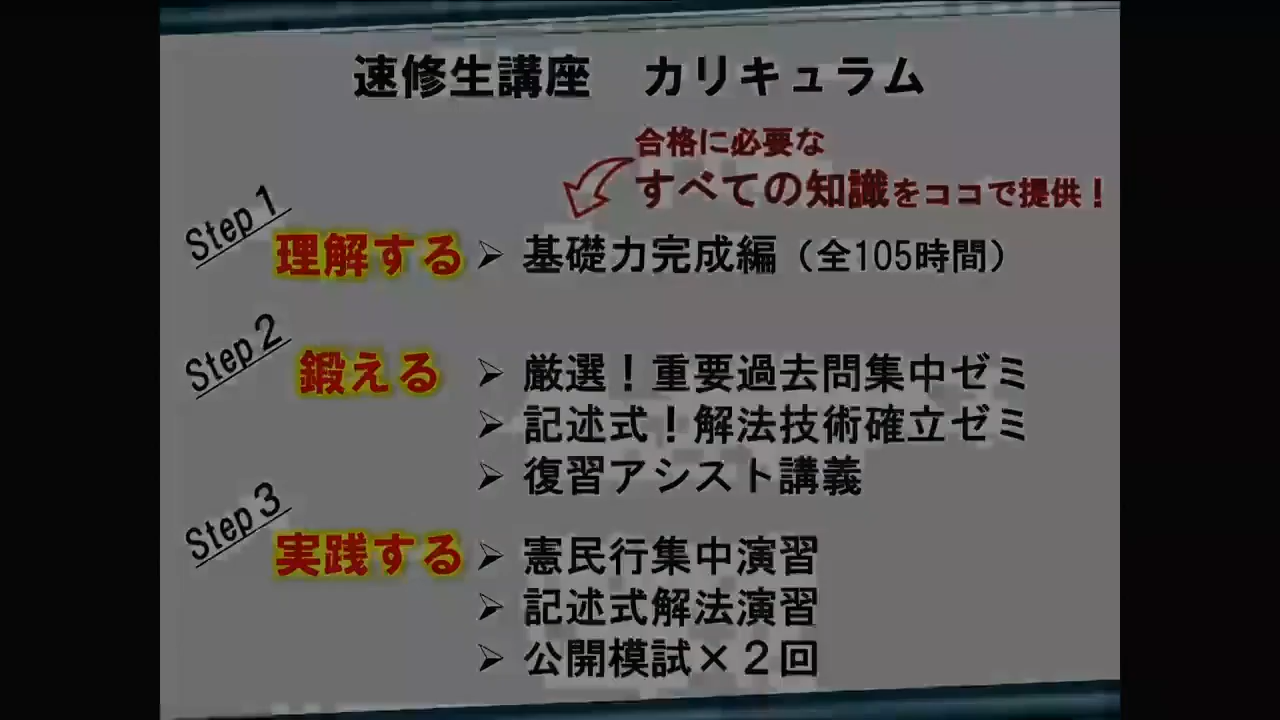 速修生講座　カリキュラム
合格に必要な
すべての知識をココで提供！
Step 1
理解する ➢ 基礎力完成編（全105時間）
Step 2
鍛える ➢ 厳選！重要過去問集中ゼミ
➢ 記述式！解法技術確立ゼミ
➢ 復習アシスト講義
Step 3
実践する ➢ 憲民行集中演習
➢ 記述式解法演習
➢ 公開模試×２回